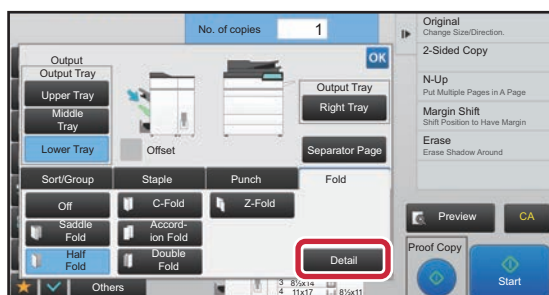 No. of copies
1
Original
Change Size/Direction.
2-Sided Copy
N-Up
Put Multiple Pages in A Page
Margin Shift
Shift Position to Have Margin
Erase
Erase Shadow Around
Preview
CA
Proof Copy
Start
Output
OK
Output Tray
Upper Tray
Middle
Tray
Lower Tray
Offset
Output Tray
Right Tray
Separator Page
Sort/Group
Staple
Punch
Fold
Off
C-Fold
Z-Fold
Saddle
Fold
Accord-
ion Fold
Half
Fold
Double
Fold
Detail
Others
3 8½x14
4 11x17
8½x11